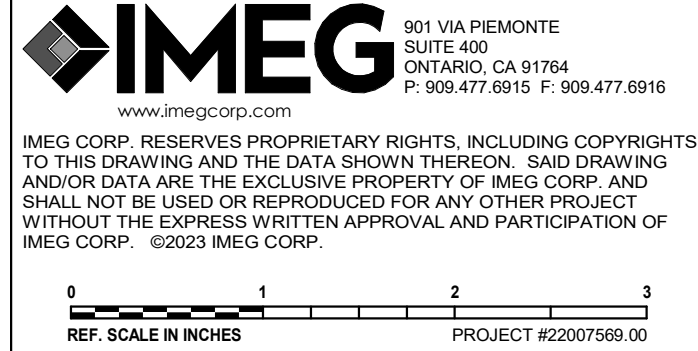 IMEG
901 VIA PIEMONTE
SUITE 400
ONTARIO, CA 91764
P: 909.477.6915 F: 909.477.6916
www.imegcorp.com
IMEG CORP. RESERVES PROPRIETARY RIGHTS, INCLUDING COPYRIGHTS
TO THIS DRAWING AND THE DATA SHOWN THEREON. SAID DRAWING
AND/OR DATA ARE THE EXCLUSIVE PROPERTY OF IMEG CORP. AND
SHALL NOT BE USED OR REPRODUCED FOR ANY OTHER PROJECT
WITHOUT THE EXPRESS WRITTEN APPROVAL AND PARTICIPATION OF
IMEG CORP. ©2023 IMEG CORP.
0 1 2 3
REF. SCALE IN INCHES PROJECT #22007569.00